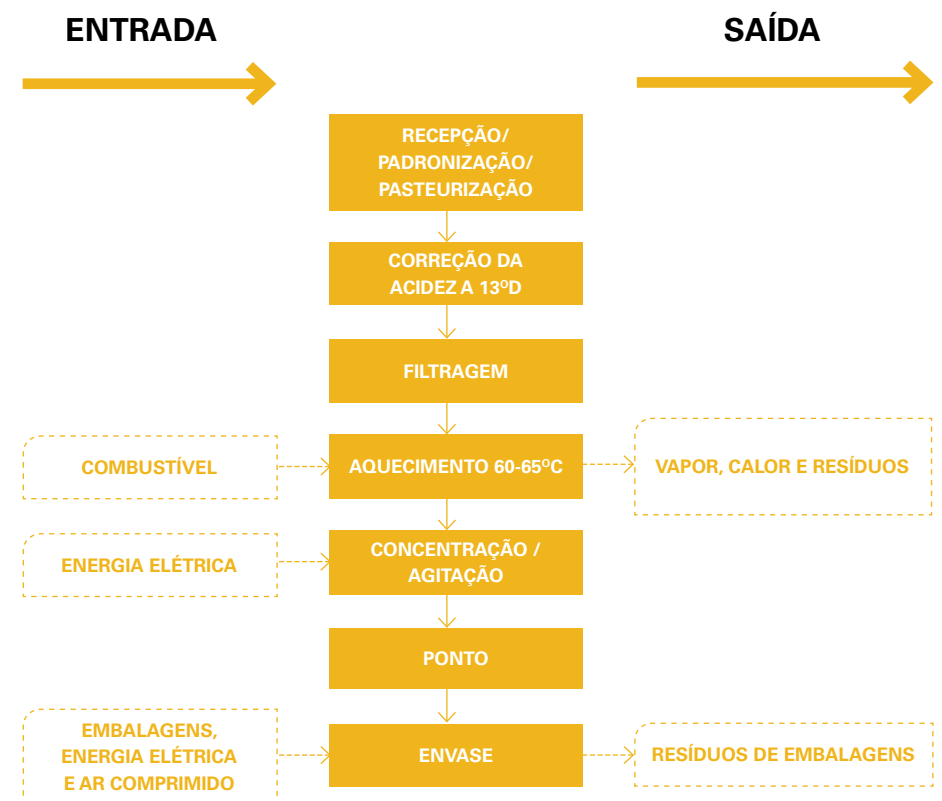 ENTRADA
SAÍDA
RECEPÇÃO/
PADRONIZAÇÃO/
PASTEURIZAÇÃO
CORREÇÃO DA
ACIDEZ A 13ºD
FILTRAGEM
COMBUSTÍVEL
AQUECIMENTO 60-65ºC
VAPOR, CALOR E RESÍDUOS
ENERGIA ELÉTRICA
CONCENTRAÇÃO /
AGITAÇÃO
PONTO
EMBALAGENS,
ENERGIA ELÉTRICA
E AR COMPRIMIDO
ENVASE
RESÍDUOS DE EMBALAGENS